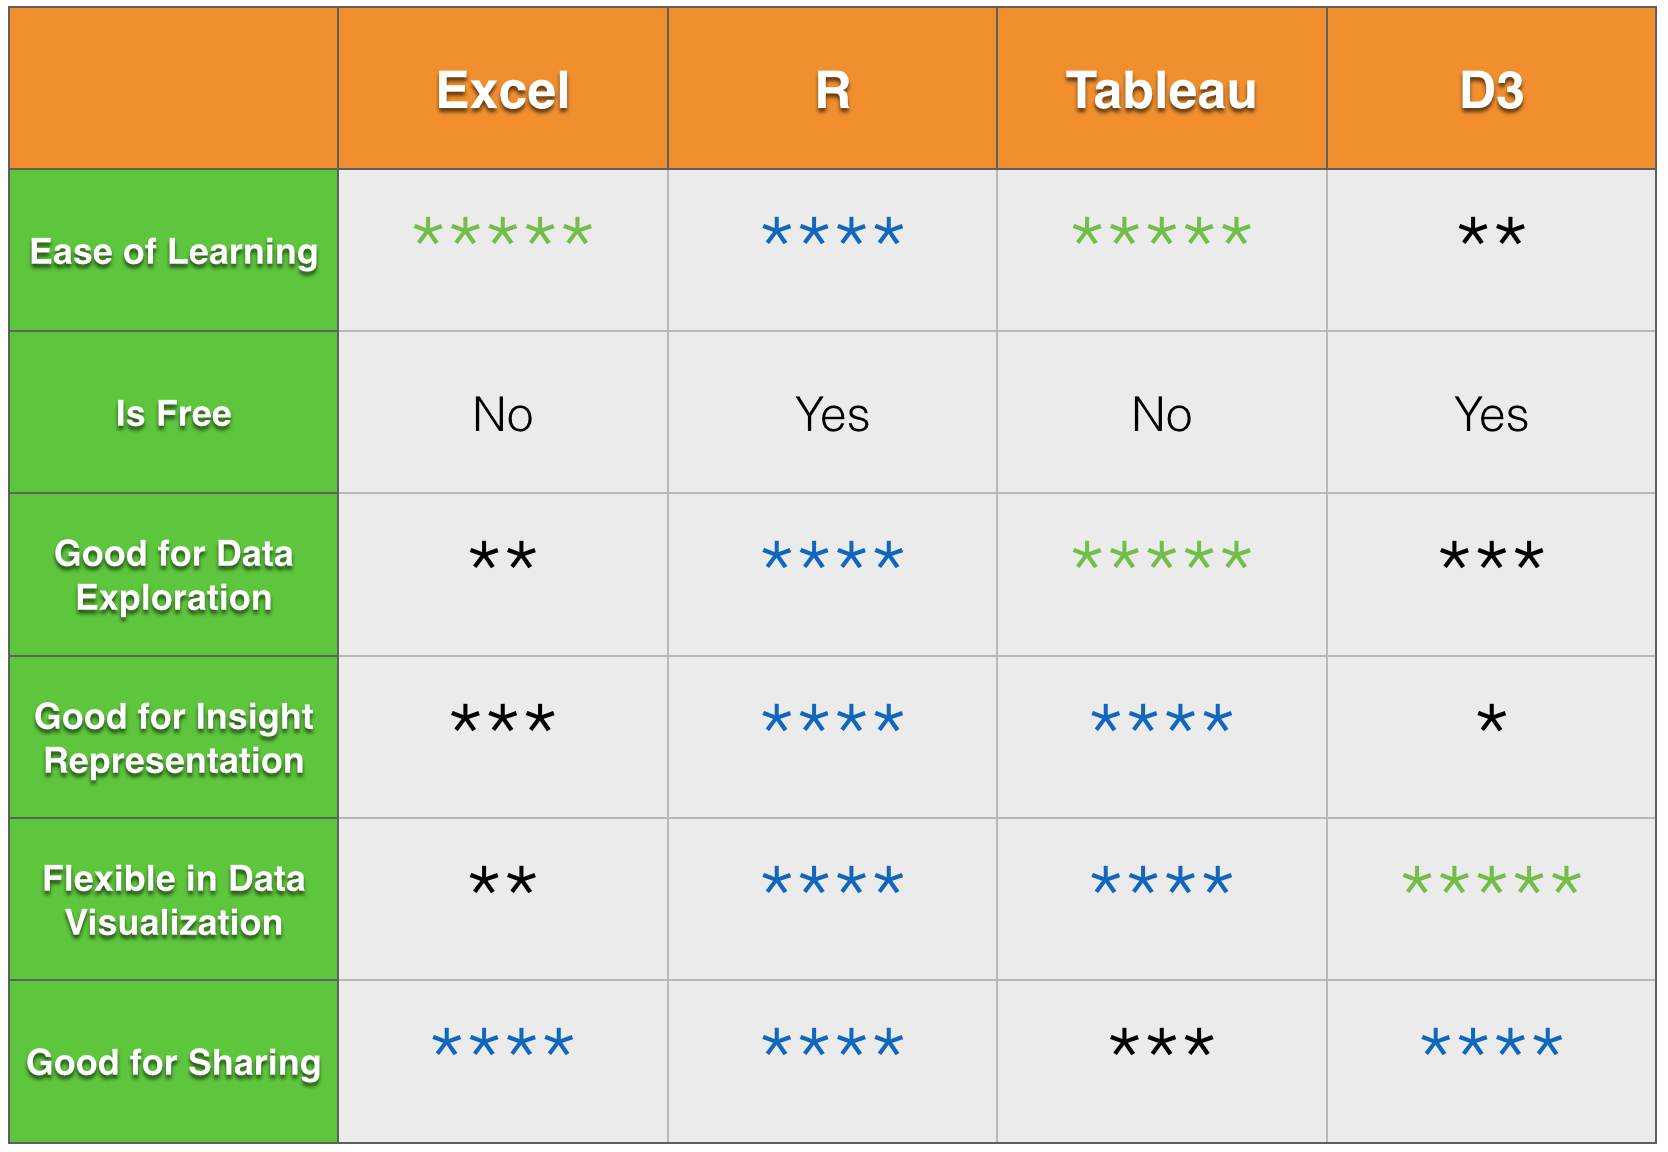 Excel R Tableau D3
Ease of Learning ***** **** ***** **
Is Free No Yes No Yes
Good for Data
Exploration ** **** ***** ***
Good for Insight
Representation *** **** **** *
Flexible in Data
Visualization ** **** **** *****
Good for Sharing **** **** *** ****